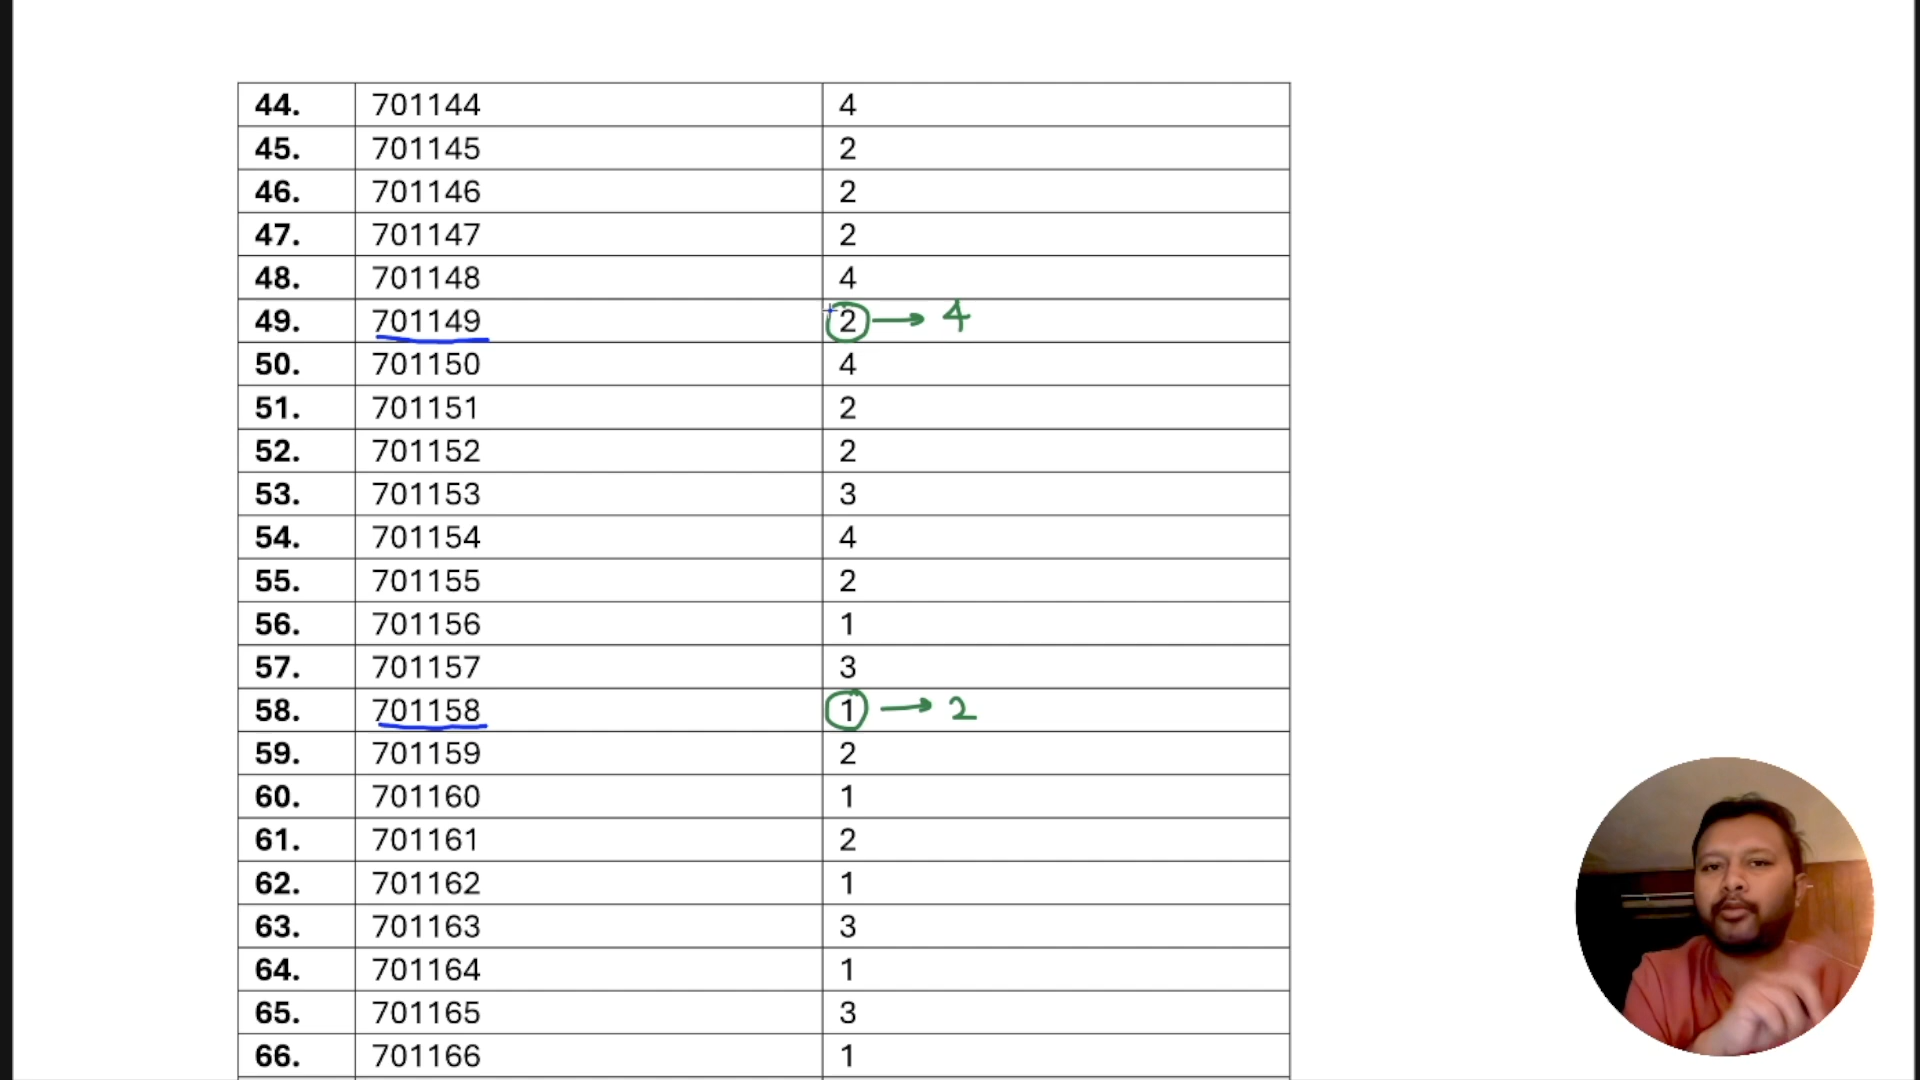 44. 701144 4
45. 701145 2
46. 701146 2
47. 701147 2
48. 701148 4
49. 701149 2 → 4
50. 701150 4
51. 701151 2
52. 701152 2
53. 701153 3
54. 701154 4
55. 701155 2
56. 701156 1
57. 701157 3
58. 701158 1 → 2
59. 701159 2
60. 701160 1
61. 701161 2
62. 701162 1
63. 701163 3
64. 701164 1
65. 701165 3
66. 701166 1